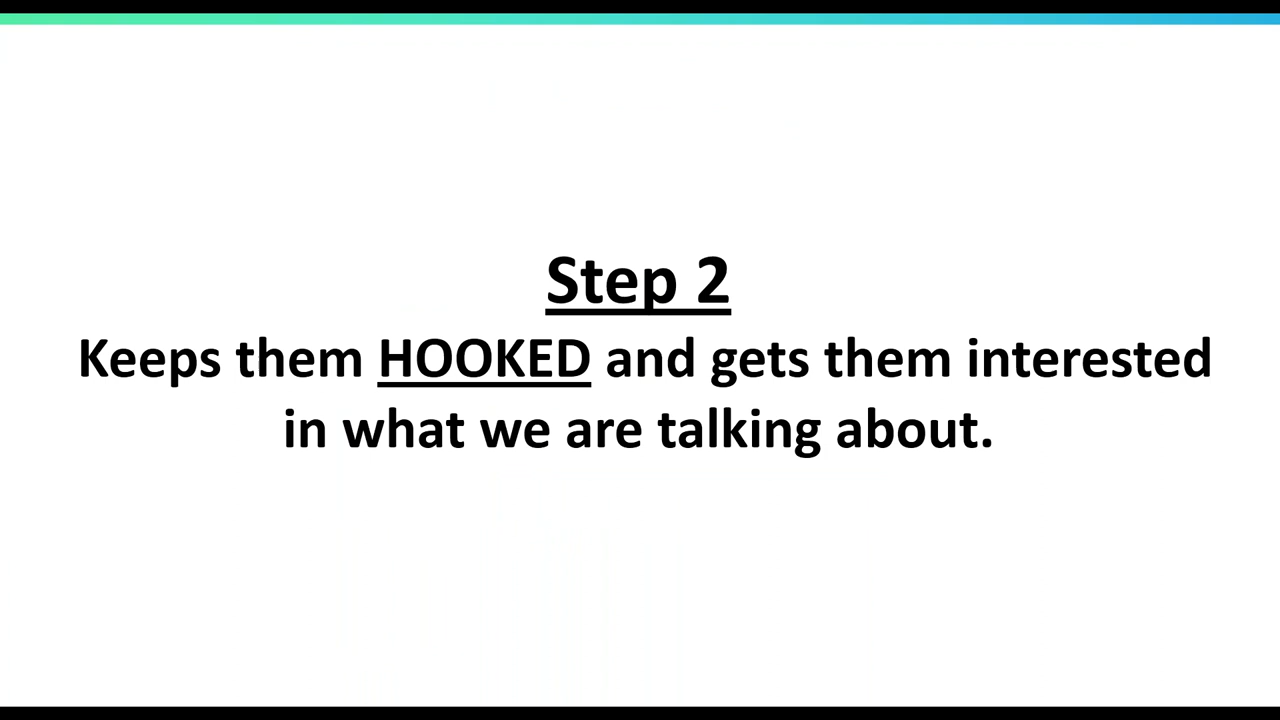 Step 2
Keeps them HOOKED and gets them interested
in what we are talking about.